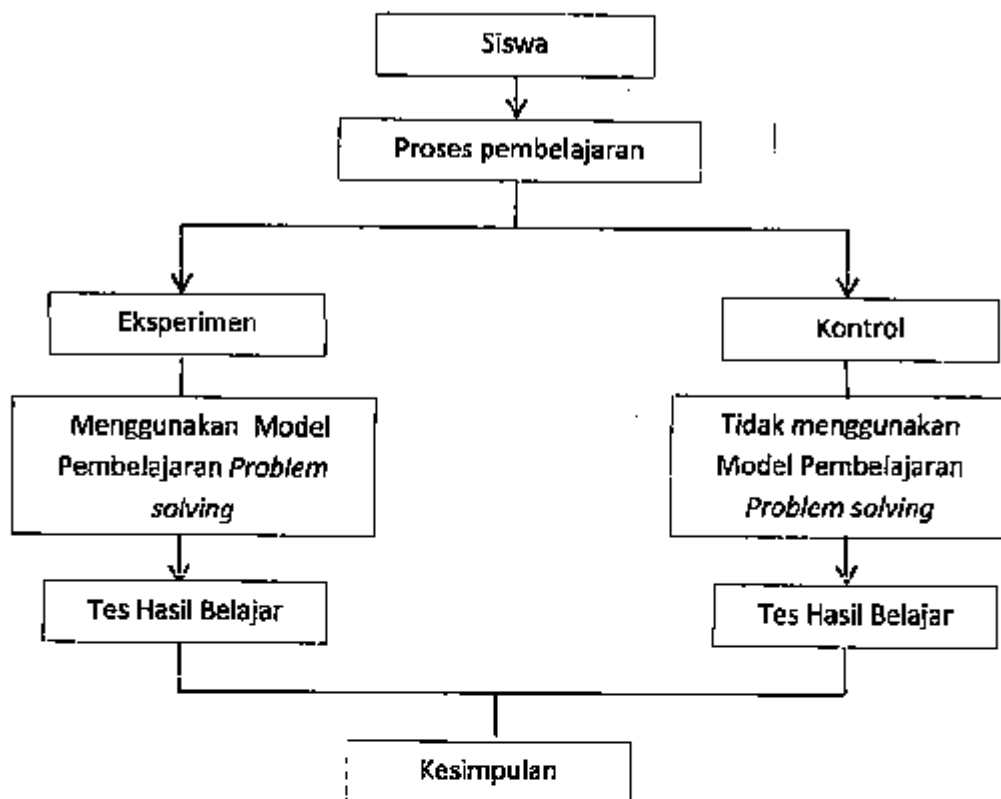 Siswa
Proses pembelajaran
Eksperimen
Kontrol
Menggunakan Model
Pembelajaran Problem
solving
Tidak menggunakan
Model Pembelajaran
Problem solving
Tes Hasil Belajar
Tes Hasil Belajar
Kesimpulan